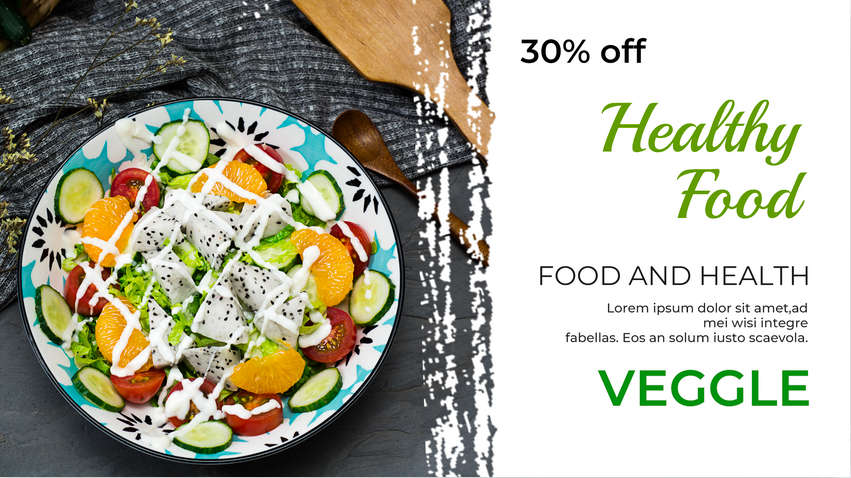 30% off
Healthy
Food
FOOD AND HEALTH
Lorem ipsum dolor sit amet,ad
mei wisi integre
fabellas. Eos an solum iusto scaevola.
VEGGLE